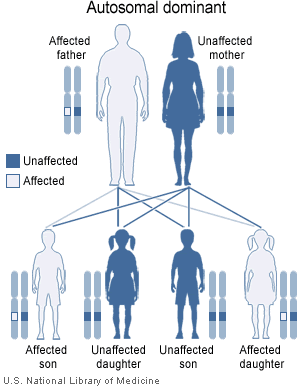 Autosomal dominant
Affected
father
Unaffected
mother
Unaffected
Affected
Affected
son
Unaffected
daughter
Unaffected
son
Affected
daughter
U.S. National Library of Medicine